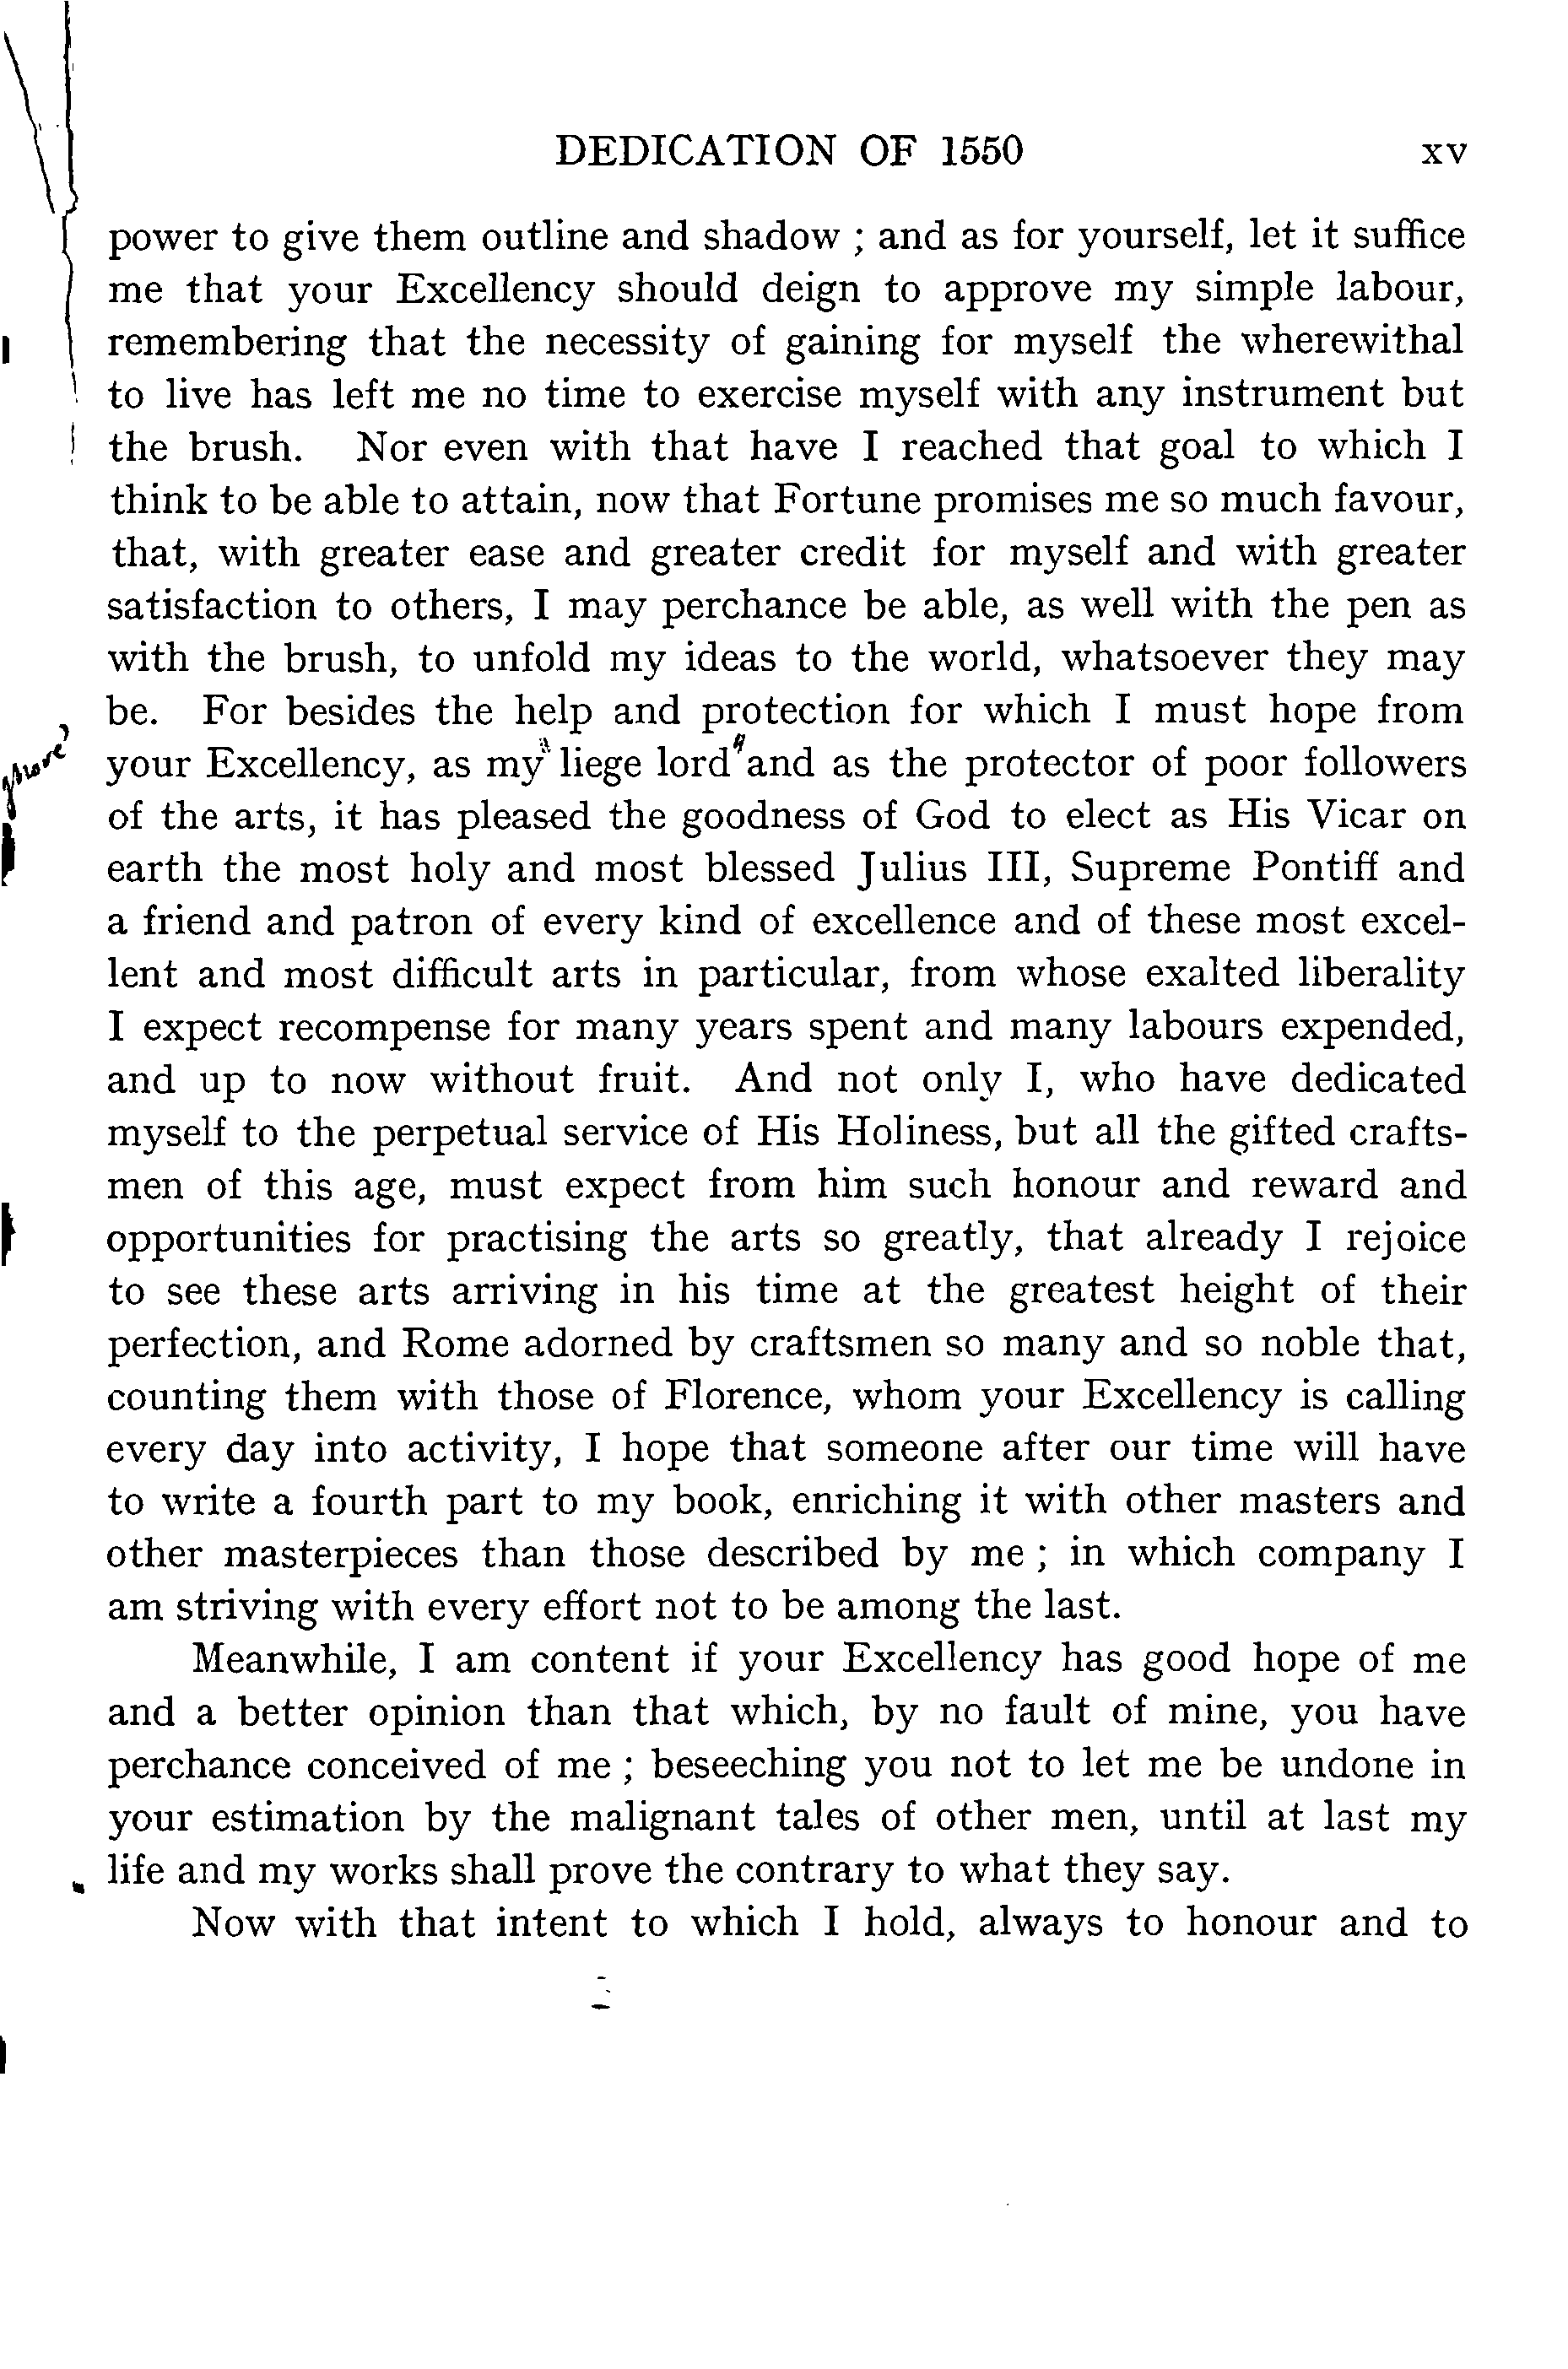 DEDICATION OF 1550 xv
power to give them outline and shadow ; and as for yourself, let it suffice
me that your Excellency should deign to approve my simple labour,
remembering that the necessity of gaining for myself the wherewithal
to live has left me no time to exercise myself with any instrument but
the brush. Nor even with that have I reached that goal to which I
think to be able to attain, now that Fortune promises me so much favour,
that, with greater ease and greater credit for myself and with greater
satisfaction to others, I may perchance be able, as well with the pen as
with the brush, to unfold my ideas to the world, whatsoever they may
be. For besides the help and protection for which I must hope from
your Excellency, as my liege lord and as the protector of poor followers
of the arts, it has pleased the goodness of God to elect as His Vicar on
earth the most holy and most blessed Julius III, Supreme Pontiff and
a friend and patron of every kind of excellence and of these most excel-
lent and most difficult arts in particular, from whose exalted liberality
I expect recompense for many years spent and many labours expended,
and up to now without fruit. And not only I, who have dedicated
myself to the perpetual service of His Holiness, but all the gifted crafts-
men of this age, must expect from him such honour and reward and
opportunities for practising the arts so greatly, that already I rejoice
to see these arts arriving in his time at the greatest height of their
perfection, and Rome adorned by craftsmen so many and so noble that,
counting them with those of Florence, whom your Excellency is calling
every day into activity, I hope that someone after our time will have
to write a fourth part to my book, enriching it with other masters and
other masterpieces than those described by me ; in which company I
am striving with every effort not to be among the last.
Meanwhile, I am content if your Excellency has good hope of me
and a better opinion than that which, by no fault of mine, you have
perchance conceived of me ; beseeching you not to let me be undone in
your estimation by the malignant tales of other men, until at last my
life and my works shall prove the contrary to what they say.
Now with that intent to which I hold, always to honour and to